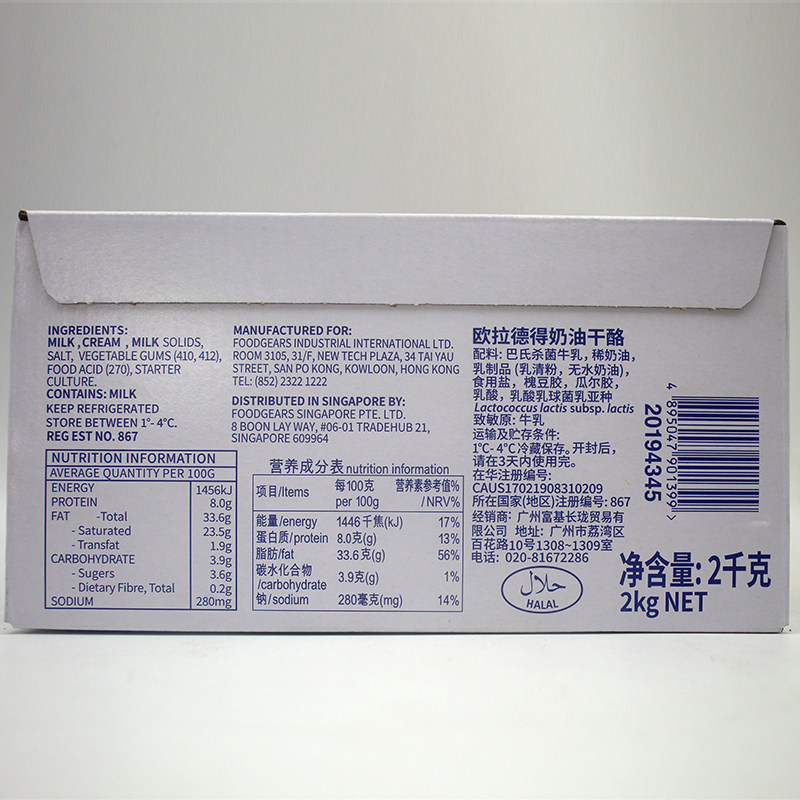 INGREDIENTS:
MILK ,CREAM , MILK SOLIDS,
SALT, VEGETABLE GUMS (410, 412),
FOOD ACID (270), STARTER
CULTURE.
CONTAINS: MILK
KEEP REFRIGERATED
STORE BETWEEN 1°- 4°C.
REG EST NO. 867
NUTRITION INFORMATION
AVERAGE QUANTITY PER 100G
ENERGY 1456kJ
PROTEIN 8.0g
FAT -Total 33.6g
- Saturated 23.5g
- Transfat 1.9g
CARBOHYDRATE 3.9g
- Sugers 3.6g
- Dietary Fibre, Total 0.2g
SODIUM 280mg
MANUFACTURED FOR:
FOODGEARS INDUSTRIAL INTERNATIONAL LTD.
ROOM 3105, 31/F, NEW TECH PLAZA, 34 TAI YAU
STREET, SAN PO KONG, KOWLOON, HONG KONG
TEL: (852) 2322 1222
DISTRIBUTED IN SINGAPORE BY:
FOODGEARS SINGAPORE PTE. LTD.
8 BOON LAY WAY, #06-01 TRADEHUB 21,
SINGAPORE 609964
营养成分表 nutrition information
项目/Items 每100克 per 100g 营养素参考值% / NRV%
能量/energy 1446 千焦(kJ) 17%
蛋白质/protein 8.0克(g) 13%
脂肪/fat 33.6克(g) 56%
碳水化合物 /carbohydrate 3.9克(g) 1%
钠/sodium 280毫克(mg) 14%
欧拉德得奶油干酪
配料: 巴氏杀菌牛乳, 稀奶油,
乳制品 (乳清粉, 无水奶油),
食用盐, 槐豆胶, 瓜尔胶,
乳酸, 乳酸乳球菌乳亚种
Lactococcus lactis subsp. lactis
致敏原: 牛乳
运输及贮存条件:
1°C- 4°C冷藏保存。开封后,
请在3天内使用完。
在华注册编号:
CAUS17021908310209
所在国家(地区)注册编号: 867
经销商: 广州富基长珑贸易有
限公司 地址: 广州市荔湾区
百花路10号1308~1309室
电话: 020-81672286
حلال
HALAL
4 895047 901399 >
20194345
净含量: 2千克
2kg NET